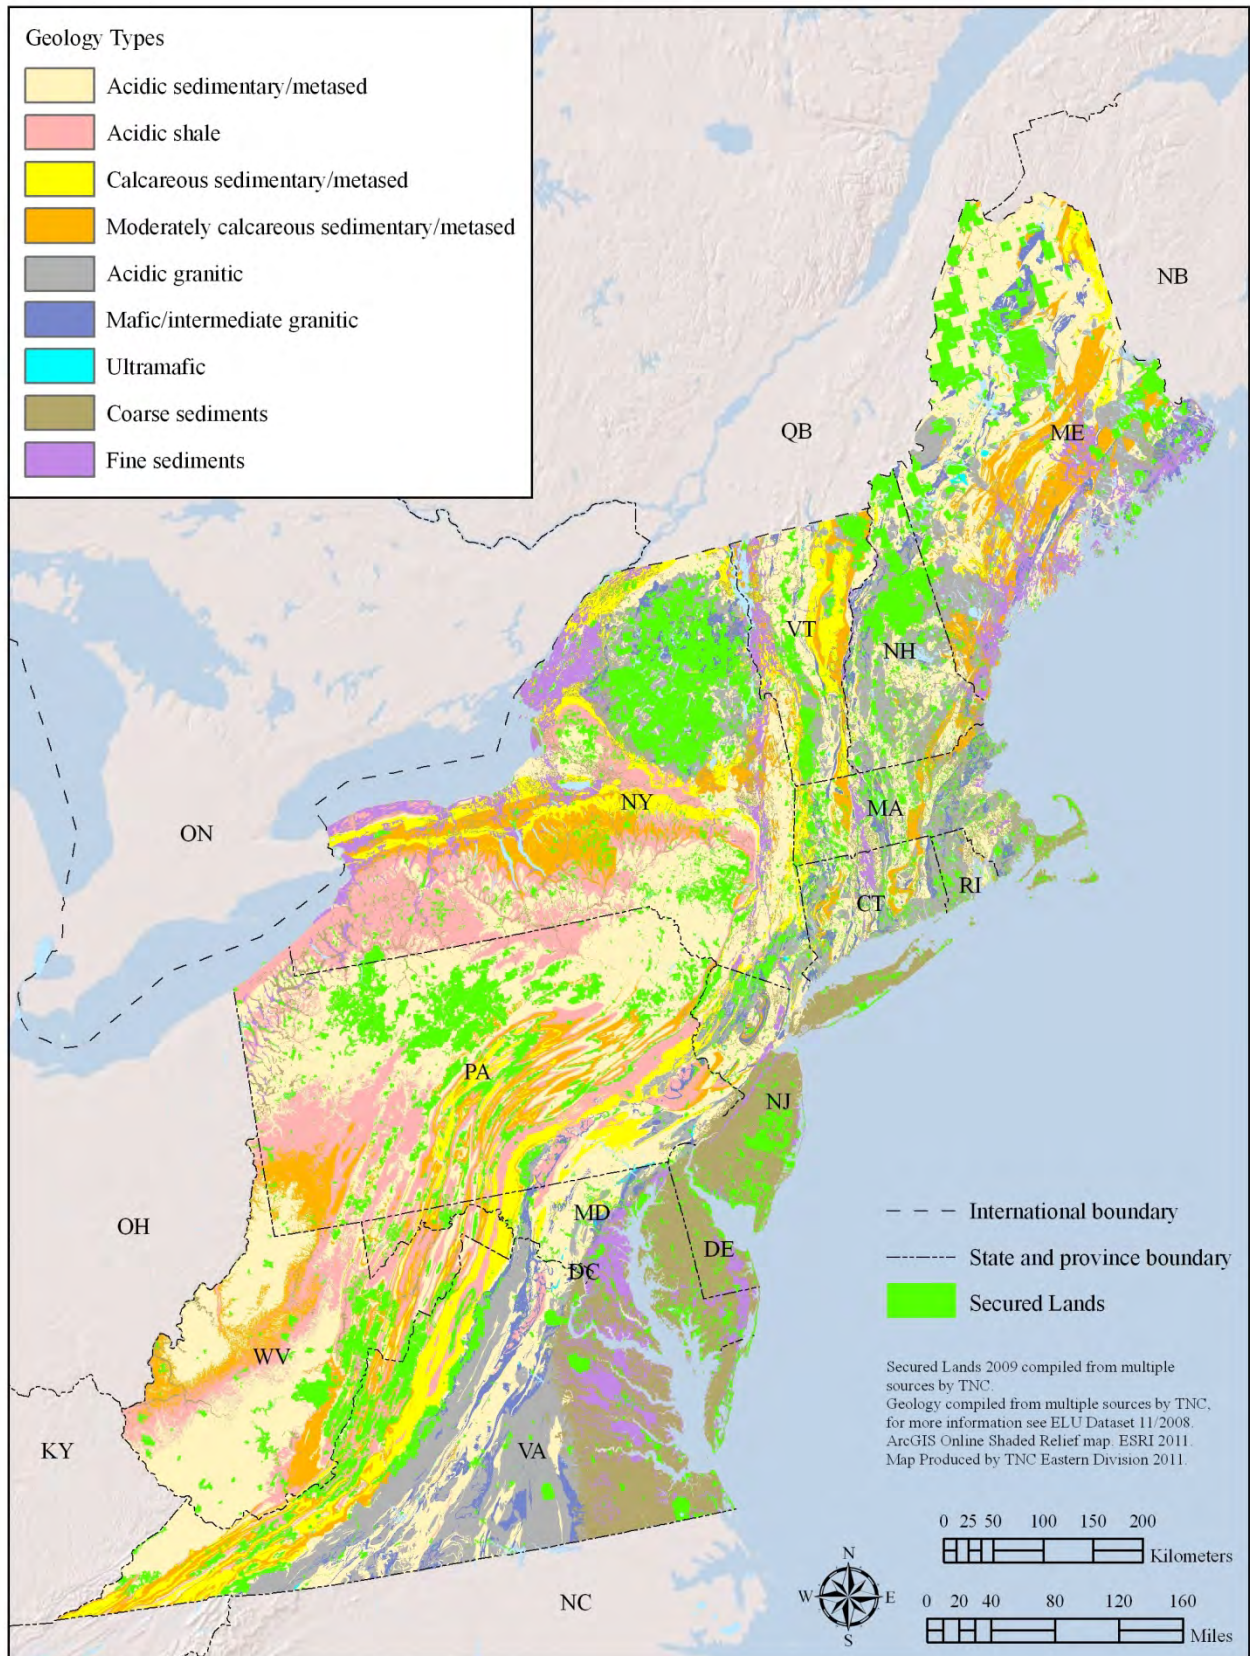 Geology Types
Acidic sedimentary/metased
Acidic shale
Calcareous sedimentary/metased
Moderately calcareous sedimentary/metased
Acidic granitic
Mafic/intermediate granitic
Ultramafic
Coarse sediments
Fine sediments
NB
QB
ME
VT
NH
NY
ON
MA
CT
RI
PA
NJ
OH
MD
DE
DC
WV
KY
VA
NC
International boundary
State and province boundary
Secured Lands
Secured Lands 2009 compiled from multiple
sources by TNC.
Geology compiled from multiple sources by TNC,
for more information see ELU Dataset 11/2008.
ArcGIS Online Shaded Relief map. ESRI 2011.
Map Produced by TNC Eastern Division 2011.
0 25 50 100 150 200
Kilometers
0 20 40 80 120 160
Miles
N
W E
S